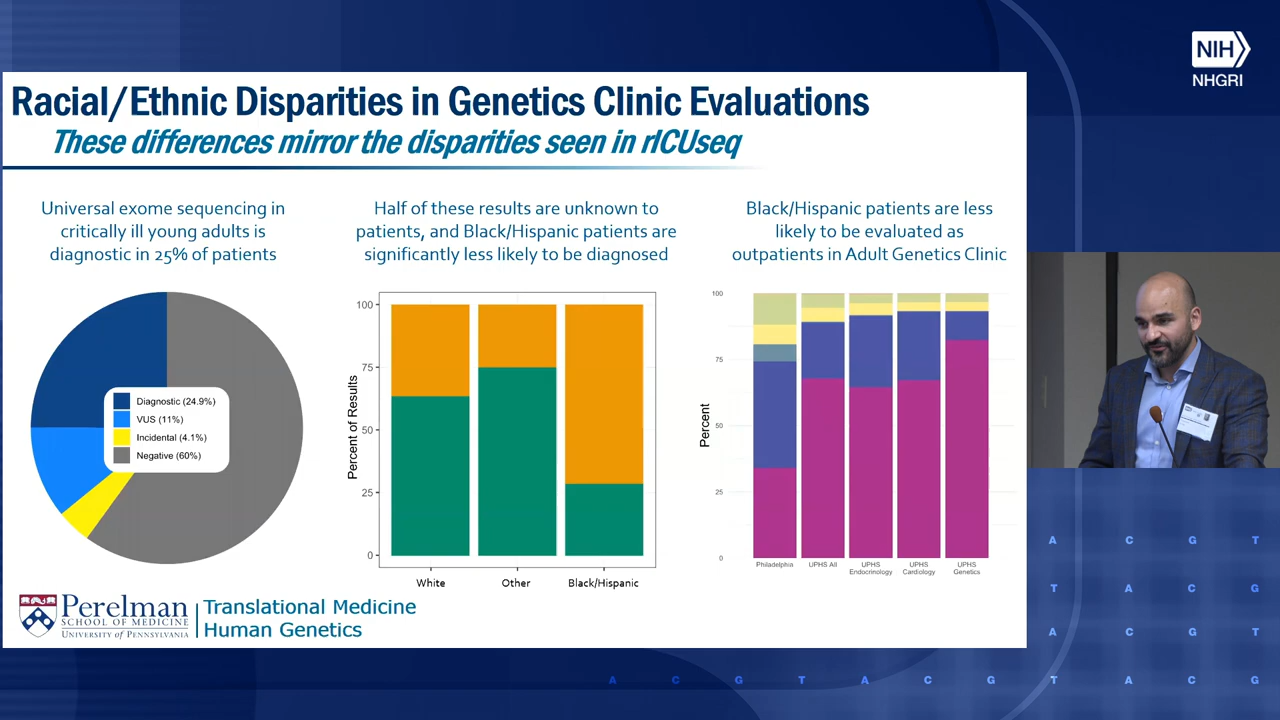 NIH
NHGRI
Racial/Ethnic Disparities in Genetics Clinic Evaluations
These differences mirror the disparities seen in rICUseq
Universal exome sequencing in
critically ill young adults is
diagnostic in 25% of patients
Diagnostic (24.9%)
VUS (11%)
Incidental (4.1%)
Negative (60%)
Half of these results are unknown to
patients, and Black/Hispanic patients are
significantly less likely to be diagnosed
Percent of Results
100
75
50
25
0
White
Other
Black/Hispanic
Black/Hispanic patients are less
likely to be evaluated as
outpatients in Adult Genetics Clinic
Percent
100
75
50
25
0
Philadelphia
UPHS All
UPHS
Endocrinology
UPHS
Cardiology
UPHS
Genetics
Perelman
SCHOOL OF MEDICINE
UNIVERSITY of PENNSYLVANIA
Translational Medicine
Human Genetics
A C G T
T A C G
A C G T
A C G T A C G T A C G